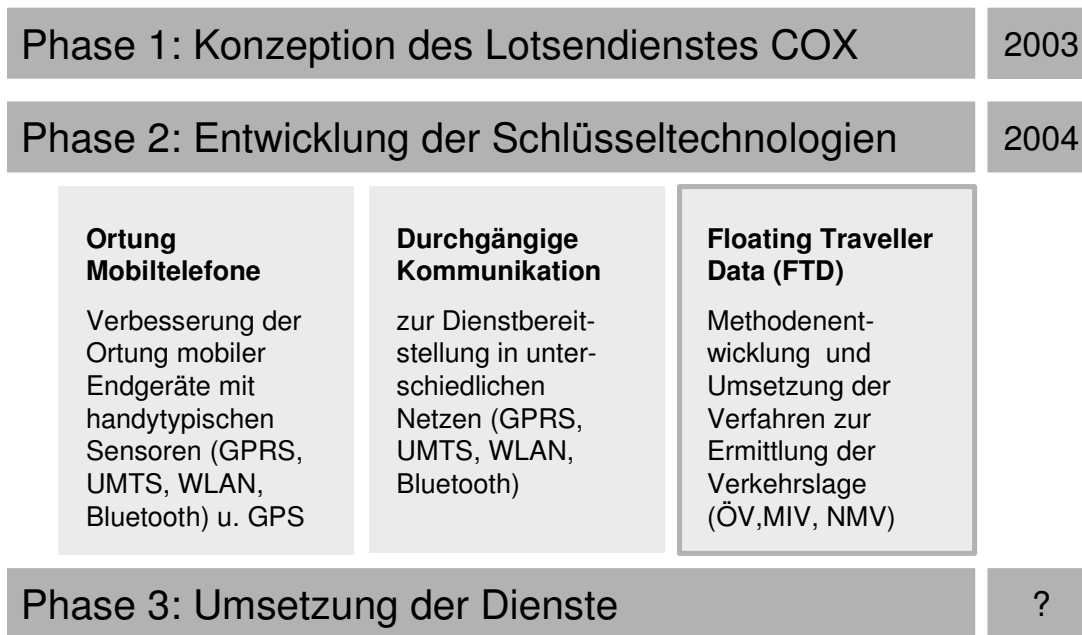 Phase 1: Konzeption des Lotsendienstes COX
2003
Phase 2: Entwicklung der Schlüsseltechnologien
2004
Ortung
Mobiltelefone
Verbesserung der
Ortung mobiler
Endgeräte mit
handytypischen
Sensoren (GPRS,
UMTS, WLAN,
Bluetooth) u. GPS
Durchgängige
Kommunikation
zur Dienstbereit-
stellung in unter-
schiedlichen
Netzen (GPRS,
UMTS, WLAN,
Bluetooth)
Floating Traveller
Data (FTD)
Methodenent-
wicklung und
Umsetzung der
Verfahren zur
Ermittlung der
Verkehrslage
(ÖV,MIV, NMV)
Phase 3: Umsetzung der Dienste
?